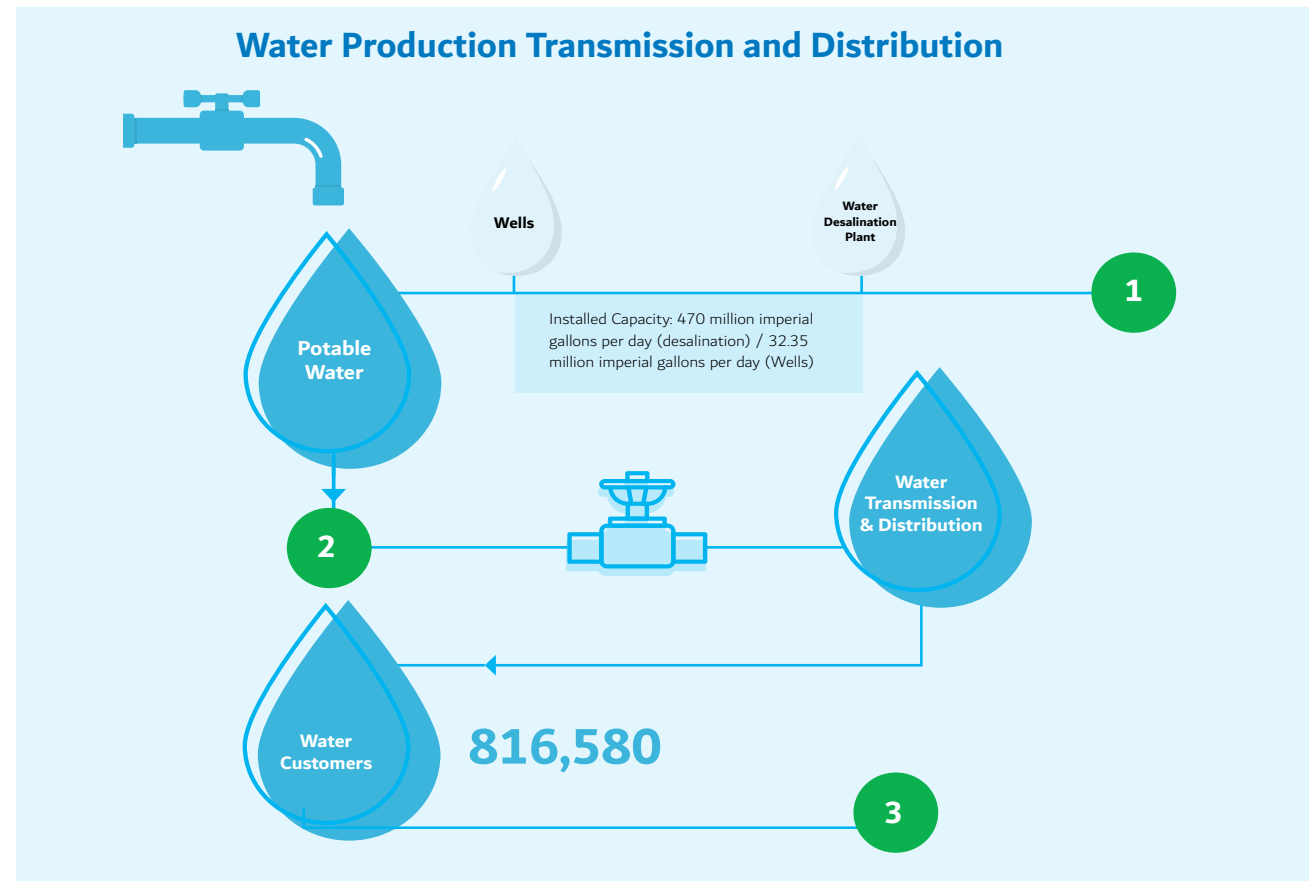 Water Production Transmission and Distribution
Wells
Water
Desalination
Plant
1
Installed Capacity: 470 million imperial
gallons per day (desalination) / 32.35
million imperial gallons per day (Wells)
Potable
Water
Water
Transmission
& Distribution
2
Water
Customers
816,580
3